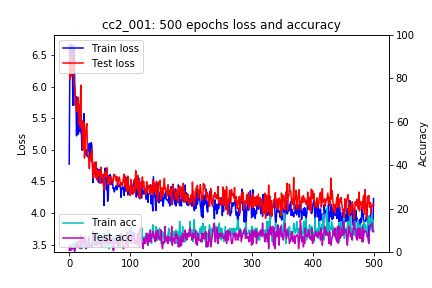 cc2_001: 500 epochs loss and accuracy
Train loss
Test loss
Train acc
Test acc
Loss
Accuracy
6.5
6.0
5.5
5.0
4.5
4.0
3.5
100
80
60
40
20
0
0
100
200
300
400
500